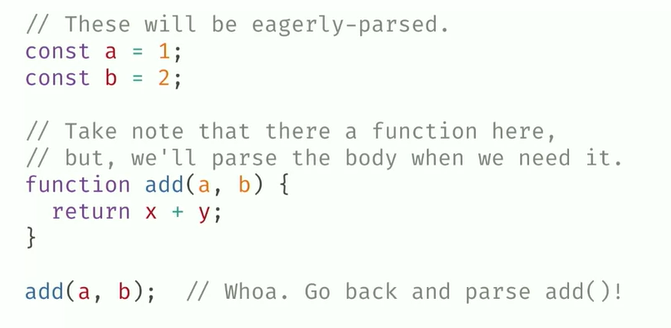 // These will be eagerly-parsed.
const a = 1;
const b = 2;
// Take note that there a function here,
// but, we'll parse the body when we need it.
function add(a, b) {
return x + y;
}
add(a, b);  // Whoa. Go back and parse add()!